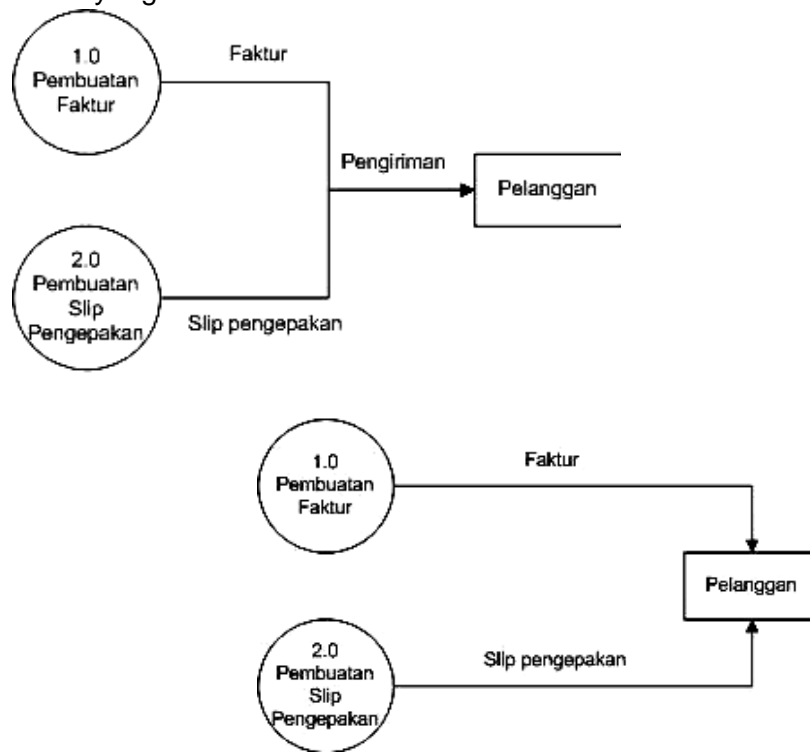 1.0
Pembuatan
Faktur
Faktur
Pengiriman
Pelanggan
2.0
Pembuatan
Slip
Pengepakan
Slip pengepakan
1.0
Pembuatan
Faktur
Faktur
Pelanggan
2.0
Pembuatan
Slip
Pengepakan
Slip pengepakan